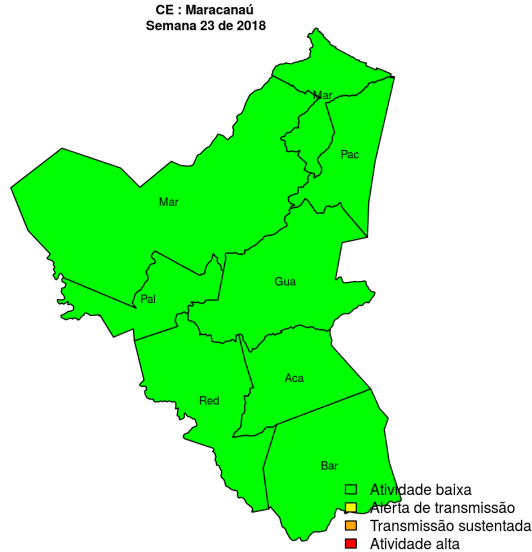 CE : Maracanaú
Semana 23 de 2018
Mar
Pac
Mar
Gua
Pal
Aca
Red
Bar
Atividade baixa
Alerta de transmissão
Transmissão sustentada
Atividade alta